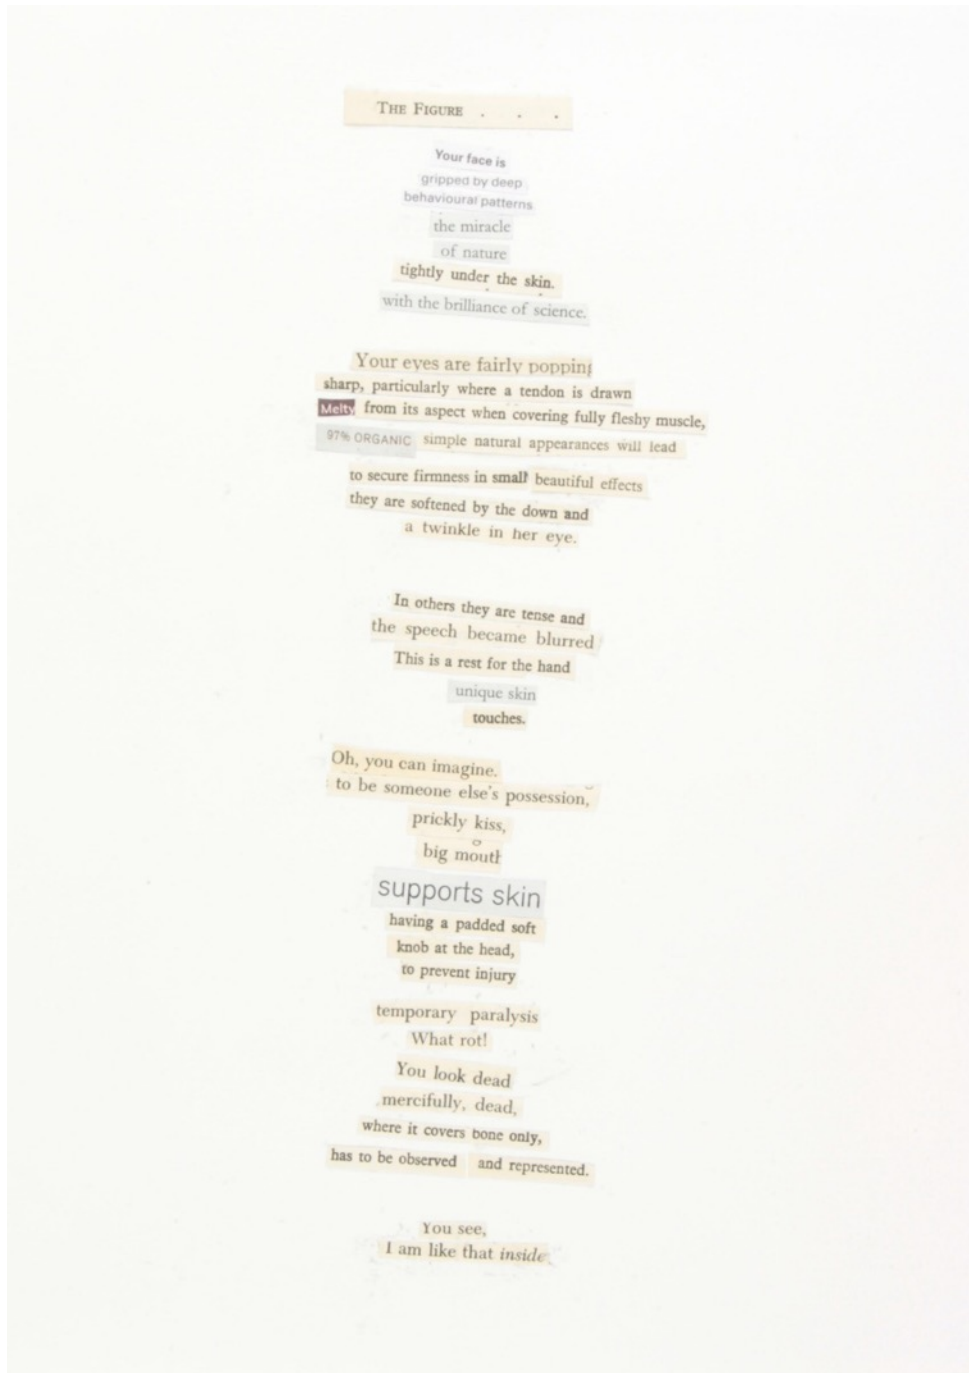 THE FIGURE . . .
Your face is
gripped by deep
behavioural patterns
the miracle
of nature
tightly under the skin.
with the brilliance of science.
Your eyes are fairly popping
sharp, particularly where a tendon is drawn
Melty from its aspect when covering fully fleshy muscle,
97% ORGANIC simple natural appearances will lead
to secure firmness in small beautiful effects
they are softened by the down and
a twinkle in her eye.
In others they are tense and
the speech became blurred
This is a rest for the hand
unique skin
touches.
Oh, you can imagine.
to be someone else's possession,
prickly kiss,
big mouth
supports skin
having a padded soft
knob at the head,
to prevent injury
temporary paralysis
What rot!
You look dead
mercifully, dead,
where it covers bone only,
has to be observed and represented.
You see,
I am like that inside